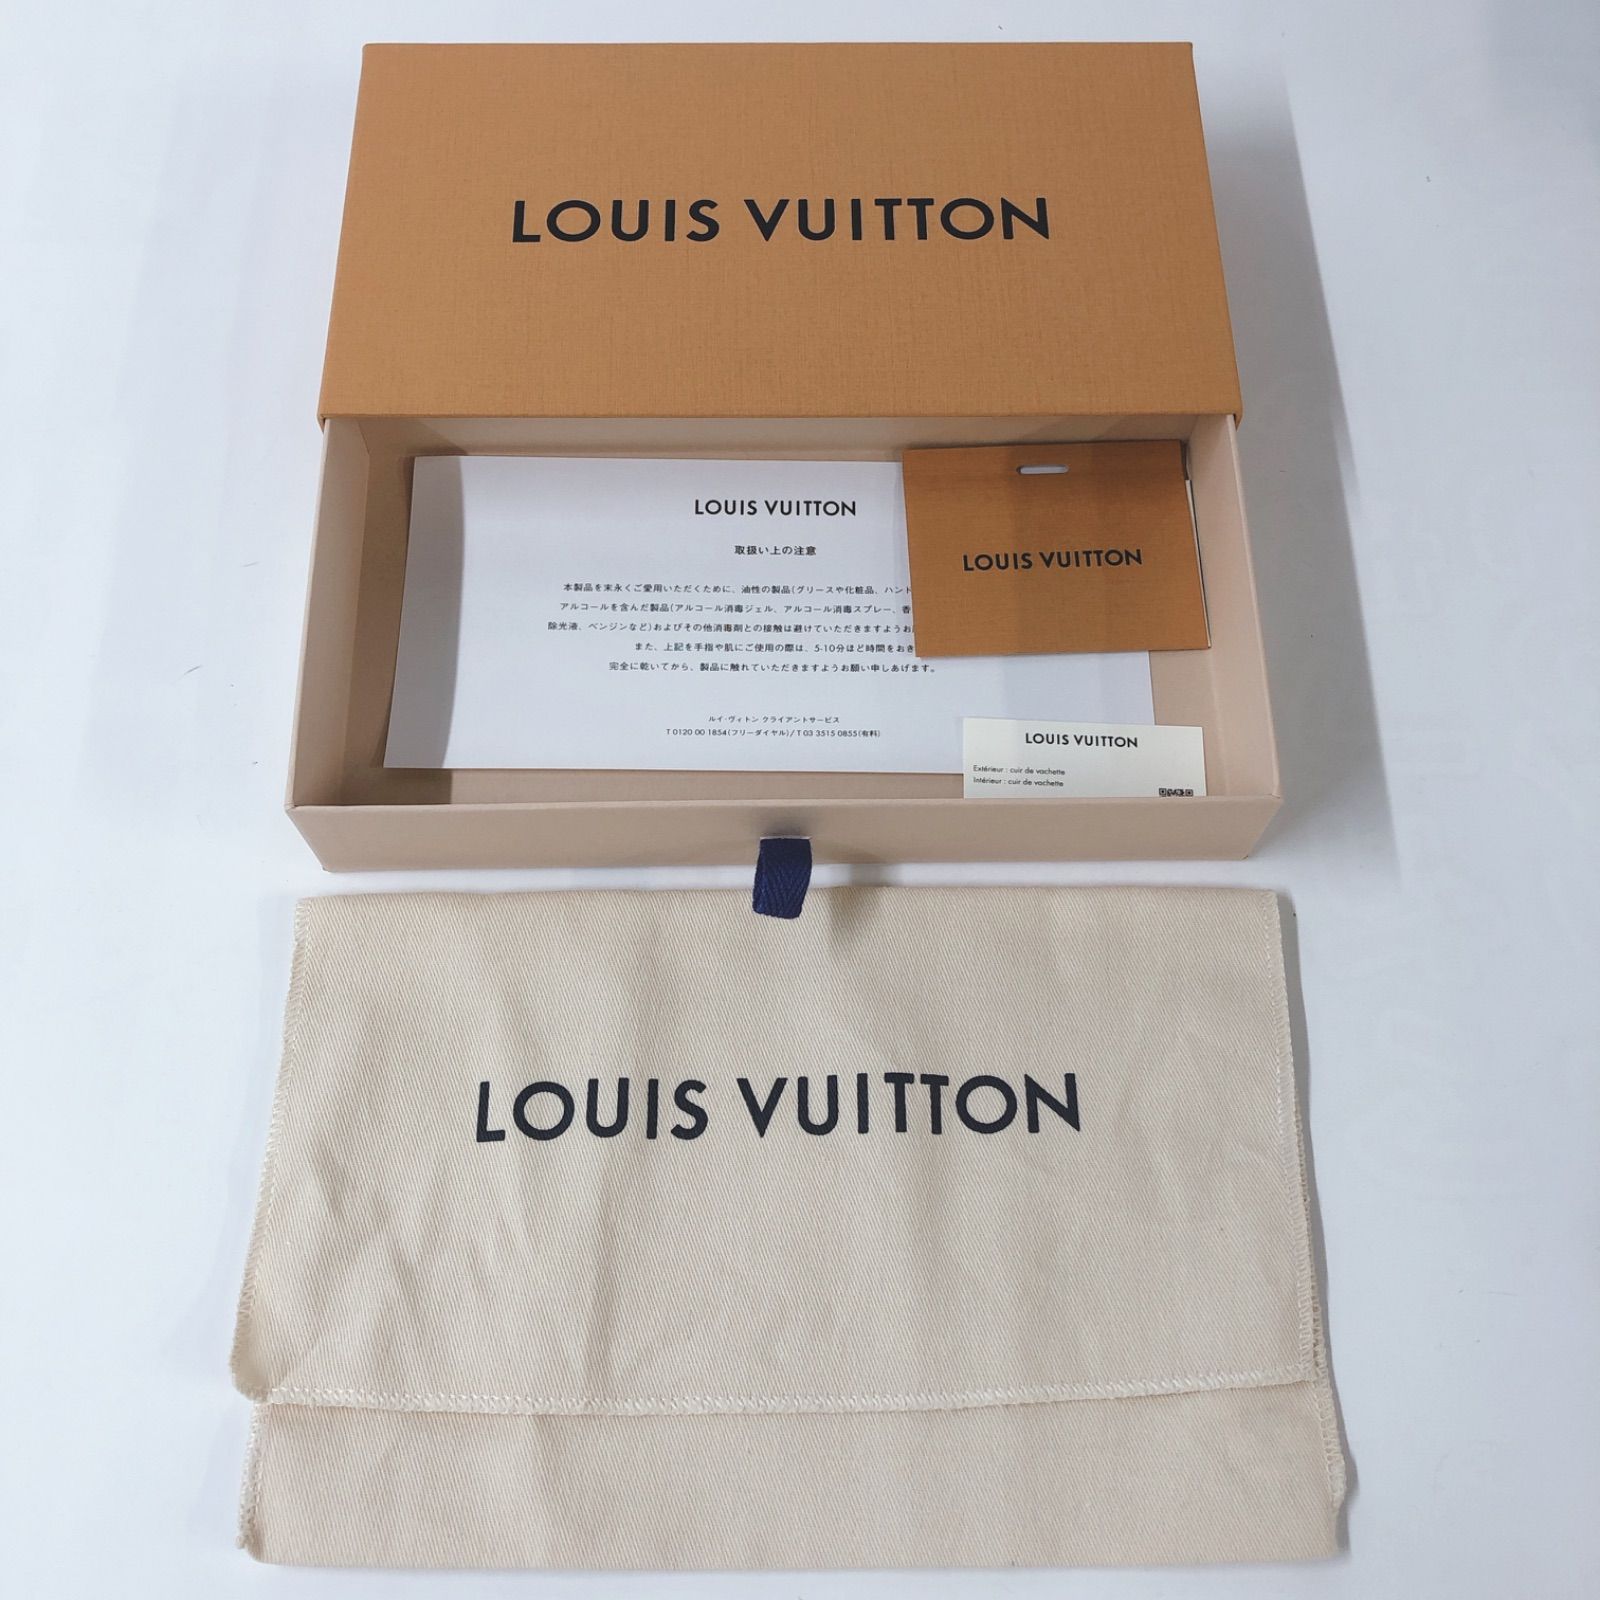 LOUIS VUITTON
LOUIS VUITTON
取扱い上の注意
本製品を末永くご愛用いただくために、油性の製品(グリースや化粧品、ハンド
アルコールを含んだ製品(アルコール消毒ジェル、アルコール消毒スプレー、香
除光液、ベンジンなど)およびその他消毒剤との接触は避けていただきますようお
また、上記を手指や肌にご使用の際は、5-10分ほど時間をおき
完全に乾いてから、製品に触れていただきますようお願い申しあげます。
ルイ・ヴィトン クライアントサービス
T 0120 00 1854(フリーダイヤル)/T 03 3515 0855(有料)
LOUIS VUITTON
LOUIS VUITTON
Extérieur : cuir de vachette
Intérieur : cuir de vachette
LOUIS VUITTON